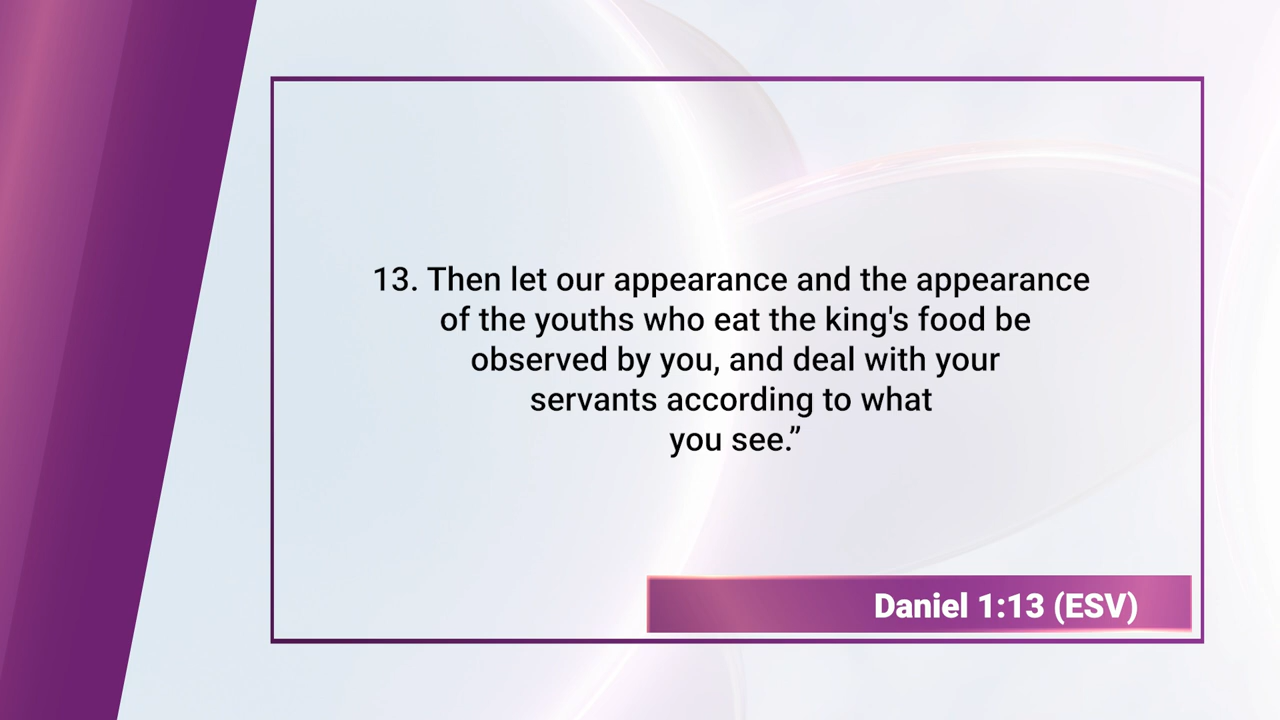 13. Then let our appearance and the appearance
of the youths who eat the king's food be
observed by you, and deal with your
servants according to what
you see.”
Daniel 1:13 (ESV)